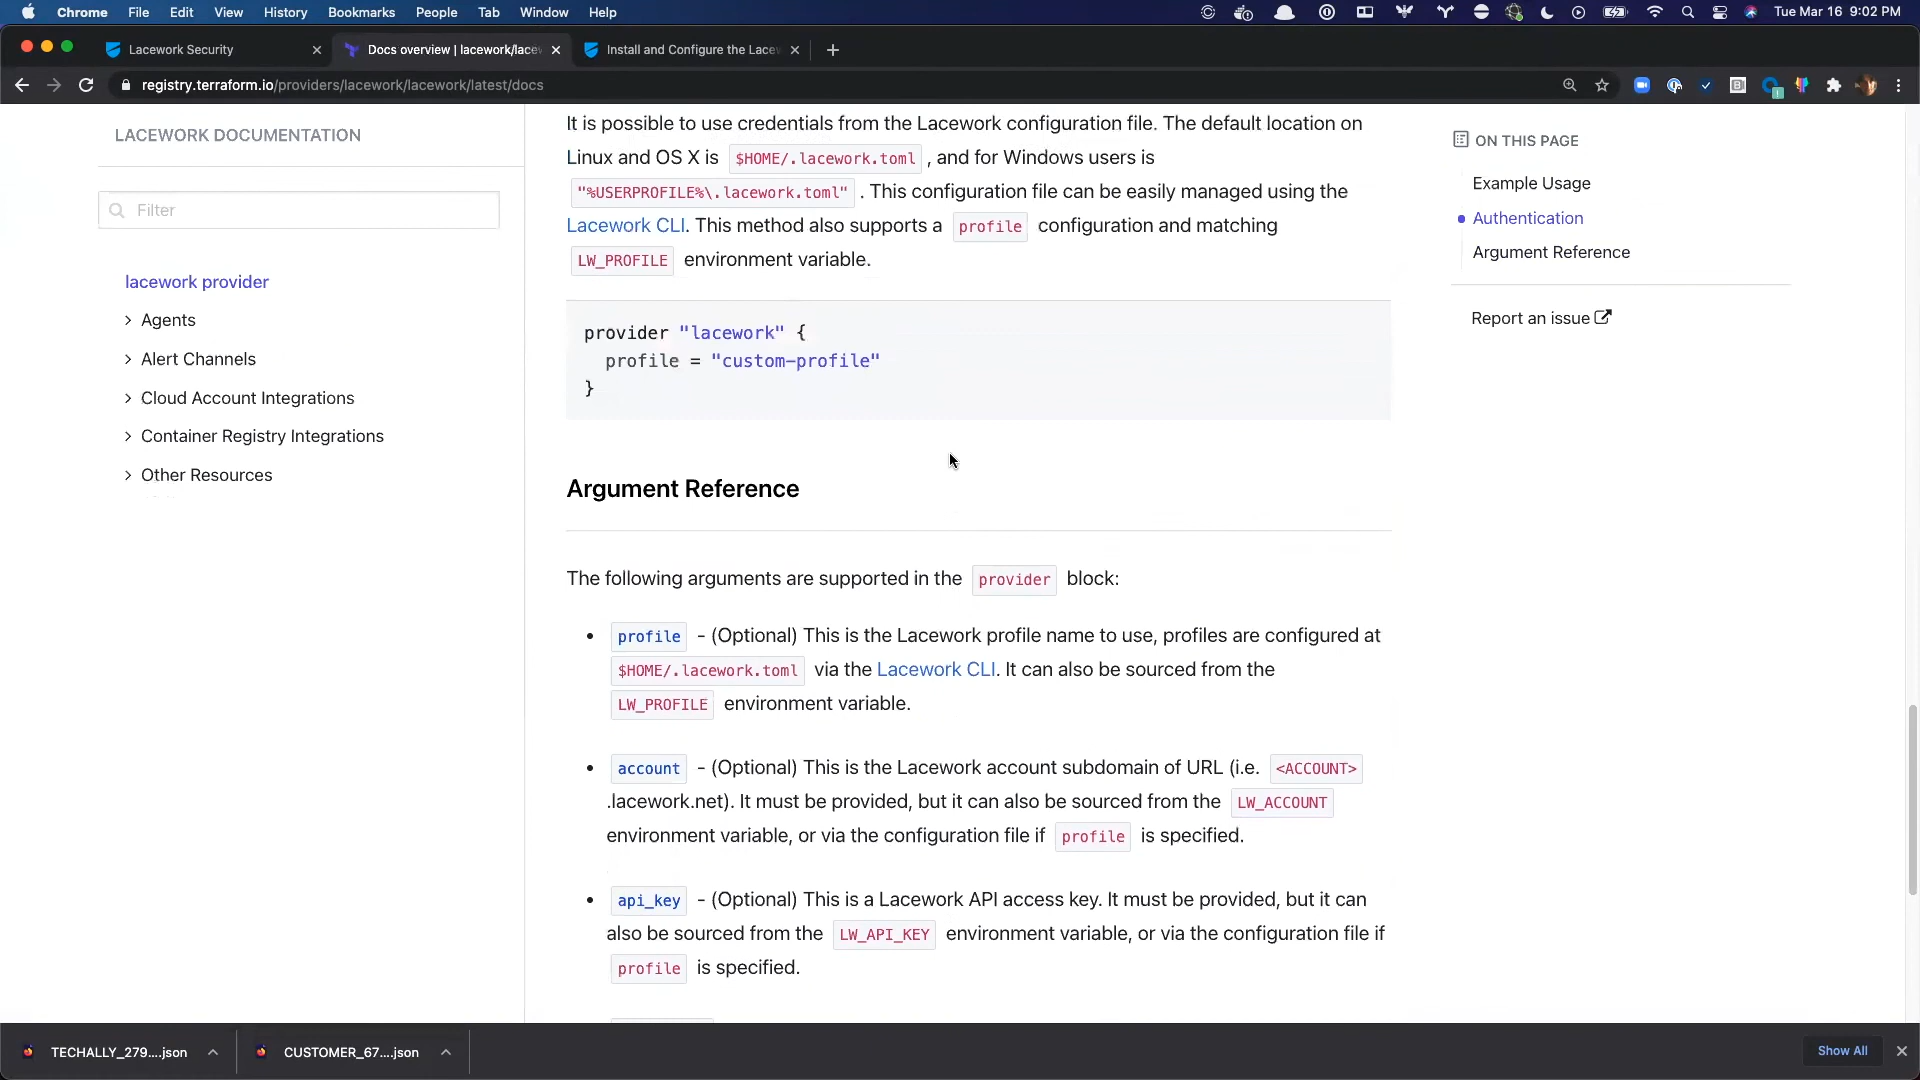 Chrome File Edit View History Bookmarks People Tab Window Help
Tue Mar 16 9:02 PM
Lacework Security
Docs overview | lacework/lace
Install and Configure the Lace
registry.terraform.io/providers/lacework/lacework/latest/docs
LACEWORK DOCUMENTATION
Filter
lacework provider
Agents
Alert Channels
Cloud Account Integrations
Container Registry Integrations
Other Resources
It is possible to use credentials from the Lacework configuration file. The default location on
Linux and OS X is $HOME/.lacework.toml , and for Windows users is
"%USERPROFILE%\.lacework.toml" . This configuration file can be easily managed using the
Lacework CLI. This method also supports a profile configuration and matching
LW_PROFILE environment variable.
provider "lacework" {
profile = "custom-profile"
}
Argument Reference
The following arguments are supported in the provider block:
• profile - (Optional) This is the Lacework profile name to use, profiles are configured at
$HOME/.lacework.toml via the Lacework CLI. It can also be sourced from the
LW_PROFILE environment variable.
• account - (Optional) This is the Lacework account subdomain of URL (i.e. <ACCOUNT>
.lacework.net). It must be provided, but it can also be sourced from the LW_ACCOUNT
environment variable, or via the configuration file if profile is specified.
• api_key - (Optional) This is a Lacework API access key. It must be provided, but it can
also be sourced from the LW_API_KEY environment variable, or via the configuration file if
profile is specified.
ON THIS PAGE
Example Usage
Authentication
Argument Reference
Report an issue
TECHALLY_279....json
CUSTOMER_67....json
Show All